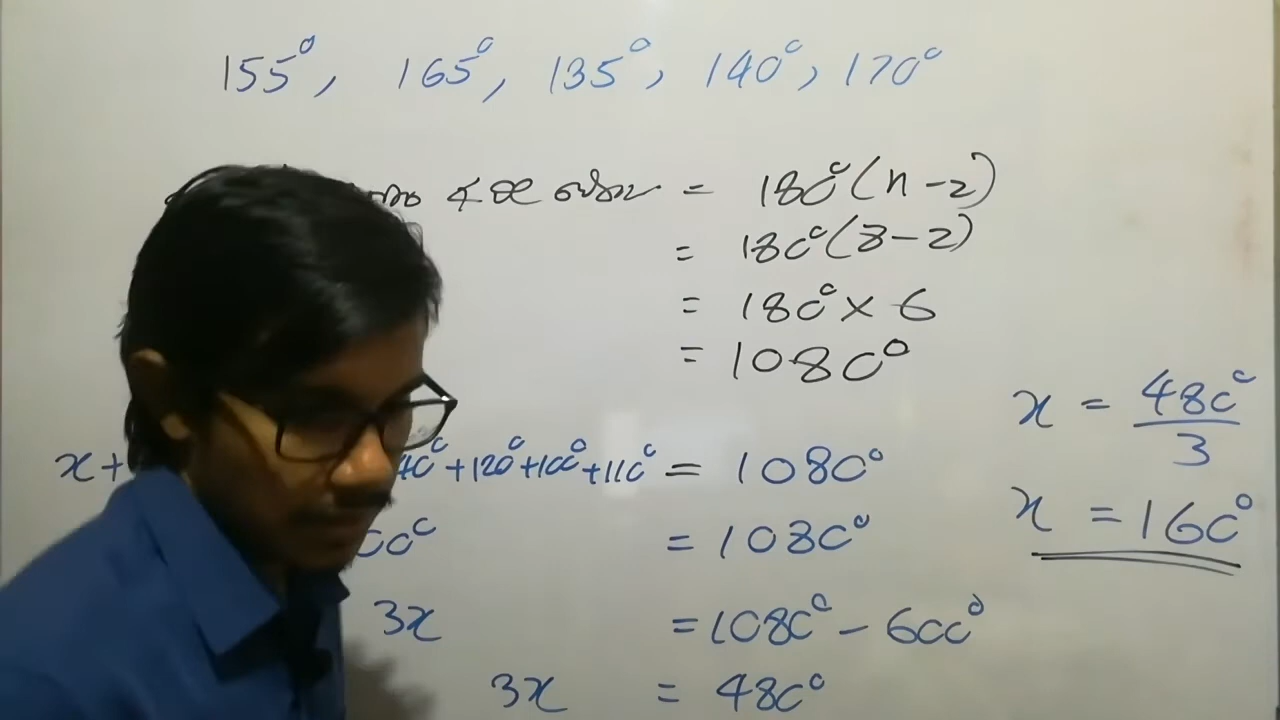 155°, 165°, 135°, 140°, 170°
= 180°(n-2)
= 180°(8-2)
= 180° × 6
= 1080°
x+ 40°+120°+100°+110° = 1080°
= 1080°
3x = 1080° - 600°
3x = 480°
x = 480°/3
x = 160°